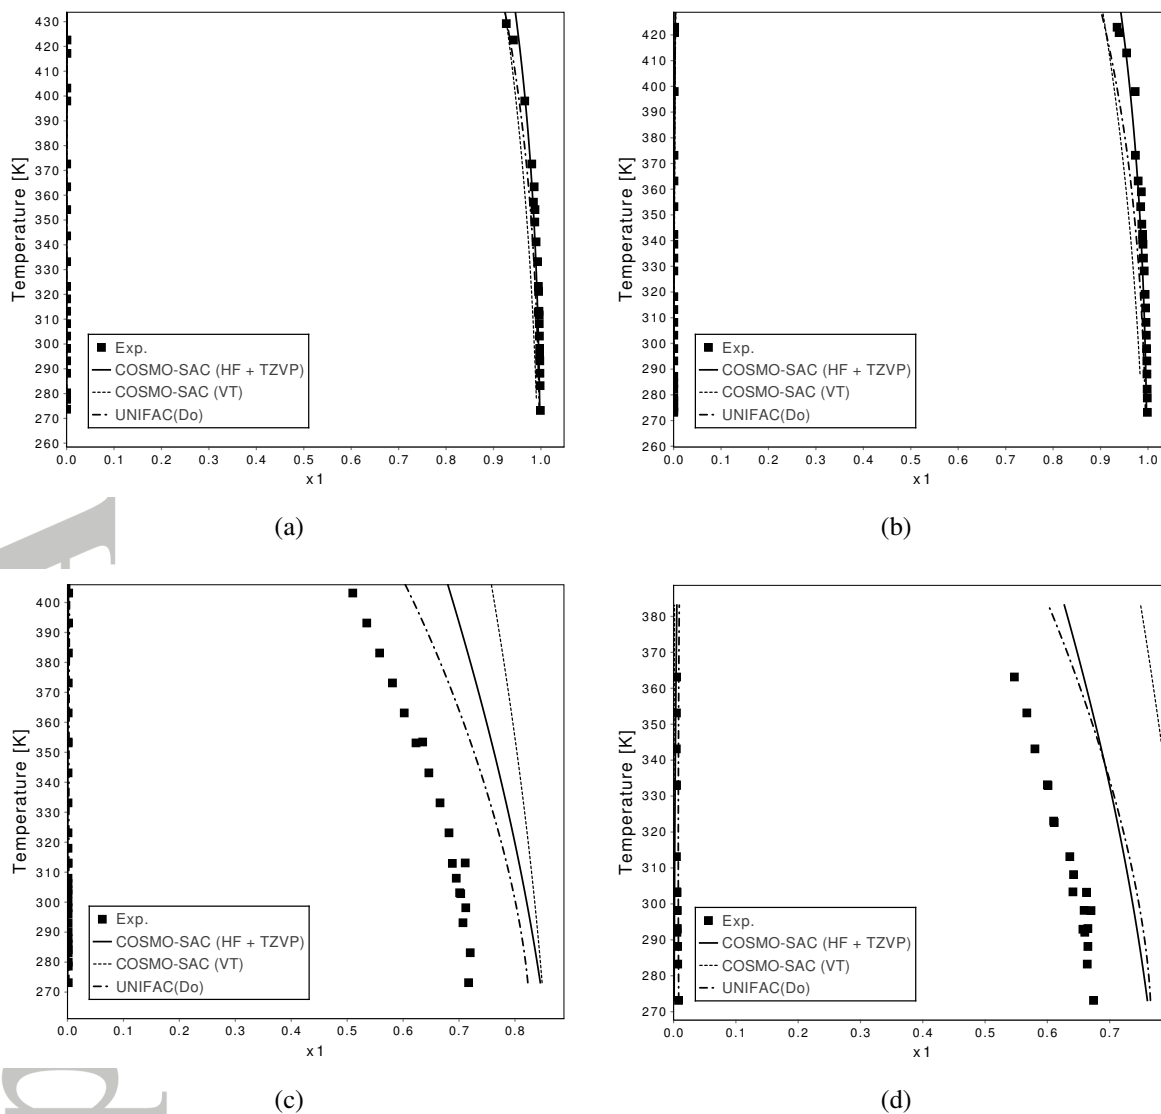 430
420
410
400
390
380
370
360
350
340
330
320
310
300
290
280
270
260
Temperature [K]
Exp.
COSMO-SAC (HF + TZVP)
COSMO-SAC (VT)
UNIFAC(Do)
0.0 0.1 0.2 0.3 0.4 0.5 0.6 0.7 0.8 0.9 1.0
x1
(a)
420
410
400
390
380
370
360
350
340
330
320
310
300
290
280
270
260
Temperature [K]
Exp.
COSMO-SAC (HF + TZVP)
COSMO-SAC (VT)
UNIFAC(Do)
0.0 0.1 0.2 0.3 0.4 0.5 0.6 0.7 0.8 0.9 1.0
x1
(b)
400
390
380
370
360
350
340
330
320
310
300
290
280
270
Temperature [K]
Exp.
COSMO-SAC (HF + TZVP)
COSMO-SAC (VT)
UNIFAC(Do)
0.0 0.1 0.2 0.3 0.4 0.5 0.6 0.7 0.8
x1
(c)
380
370
360
350
340
330
320
310
300
290
280
270
Temperature [K]
Exp.
COSMO-SAC (HF + TZVP)
COSMO-SAC (VT)
UNIFAC(Do)
0.0 0.1 0.2 0.3 0.4 0.5 0.6 0.7
x1
(d)